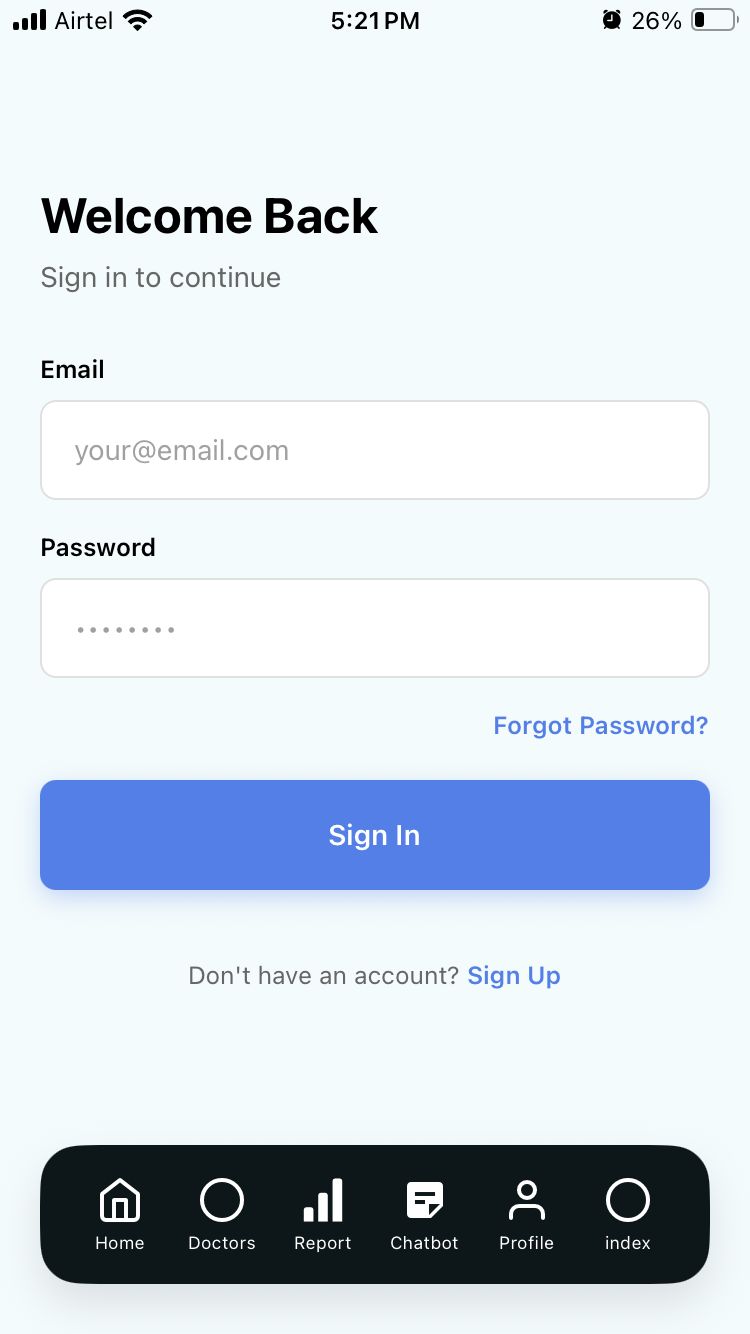 Airtel 5:21 PM 26%
Welcome Back
Sign in to continue
Email
your@email.com
Password
••••••••
Forgot Password?
Sign In
Don't have an account? Sign Up
Home Doctors Report Chatbot Profile index